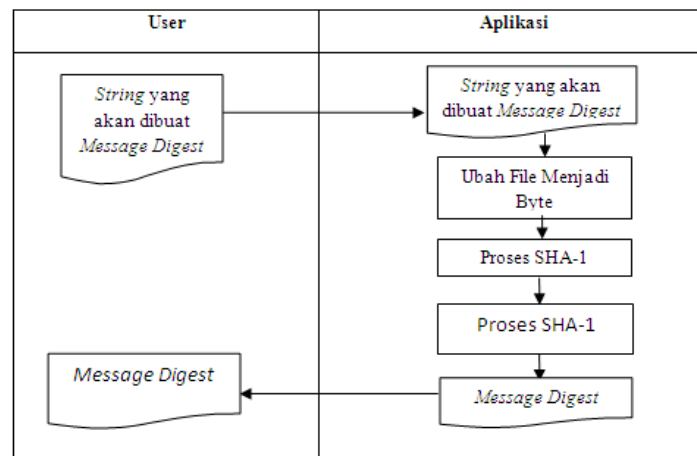 User
Aplikasi
String yang
akan dibuat
Message Digest
String yang akan
dibuat Message Digest
Ubah File Menjadi
Byte
Proses SHA-1
Proses SHA-1
Message Digest
Message Digest